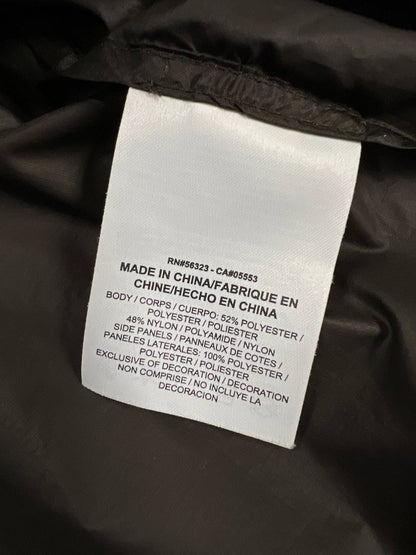 RN#56323 - CA#05553
MADE IN CHINA/FABRIQUE EN
CHINE/HECHO EN CHINA
BODY / CORPS / CUERPO: 52% POLYESTER /
POLYESTER / POLIESTER
48% NYLON / POLYAMIDE / NYLON
SIDE PANELS / PANNEAUX DE COTES /
PANELES LATERALES: 100% POLYESTER /
POLYESTER / POLIESTER
EXCLUSIVE OF DECORATION / DECORATION
NON COMPRISE / NO INCLUYE LA
DECORACION